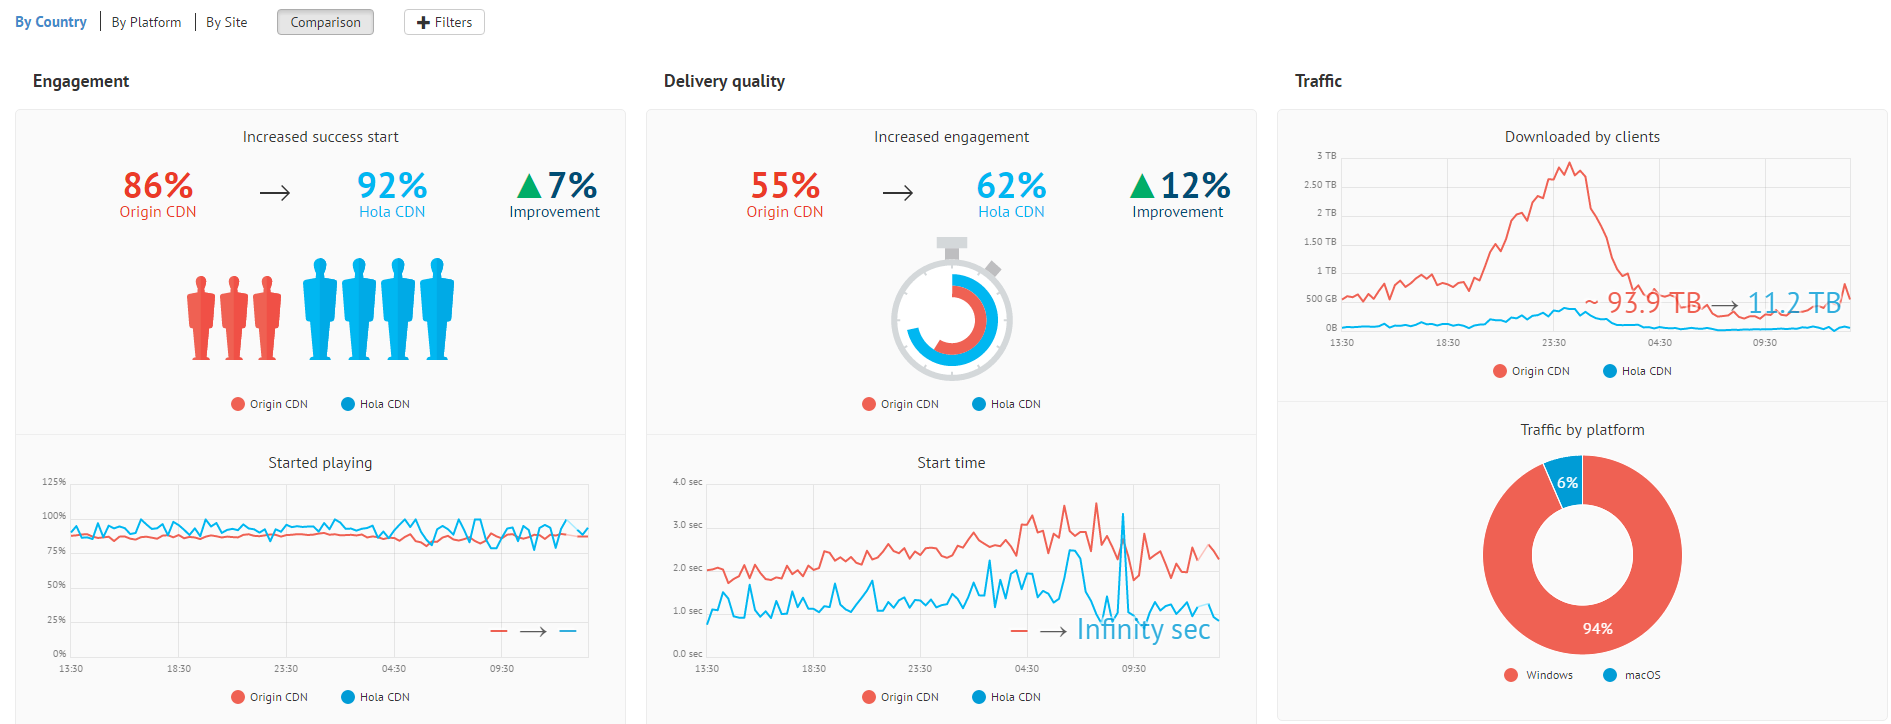 By Country | By Platform | By Site Comparison + Filters
Engagement
Increased success start
86% → 92% ▲7%
Origin CDN Hola CDN Improvement
Origin CDN Hola CDN
Started playing
125%
100%
75%
50%
25%
— → —
0%
13:30 18:30 23:30 04:30 09:30
Origin CDN Hola CDN
Delivery quality
Increased engagement
55% → 62% ▲12%
Origin CDN Hola CDN Improvement
Origin CDN Hola CDN
Start time
4.0 sec
3.0 sec
2.0 sec
1.0 sec
— → Infinity sec
0.0 sec
13:30 18:30 23:30 04:30 09:30
Origin CDN Hola CDN
Traffic
Downloaded by clients
3 TB
2.50 TB
2 TB
1.50 TB
1 TB
500 GB
~ 93.9 TB → 11.2 TB
0B
13:30 18:30 23:30 04:30 09:30
Origin CDN Hola CDN
Traffic by platform
6%
94%
Windows macOS